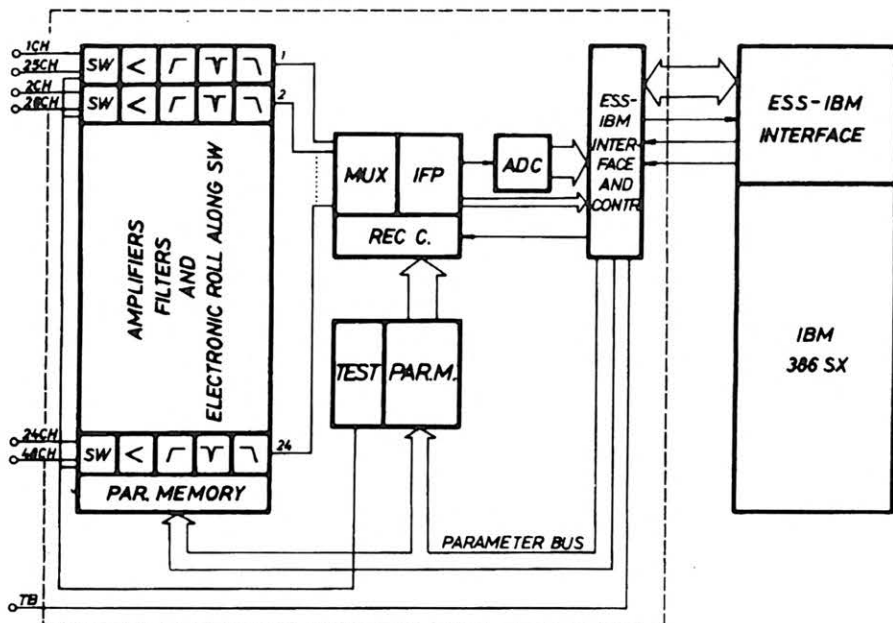 1CH
25CH
2CH
26CH
SW
1
SW
2
AMPLIFIERS
FILTERS
AND
ELECTRONIC ROLL ALONG SW
24CH
48CH
SW
24
PAR. MEMORY
MUX
IFP
REC C.
ADC
TEST
PAR.M.
ESS-
IBM
INTER-
FACE
AND
CONTR.
ESS-IBM
INTERFACE
IBM
386 SX
PARAMETER BUS
TB